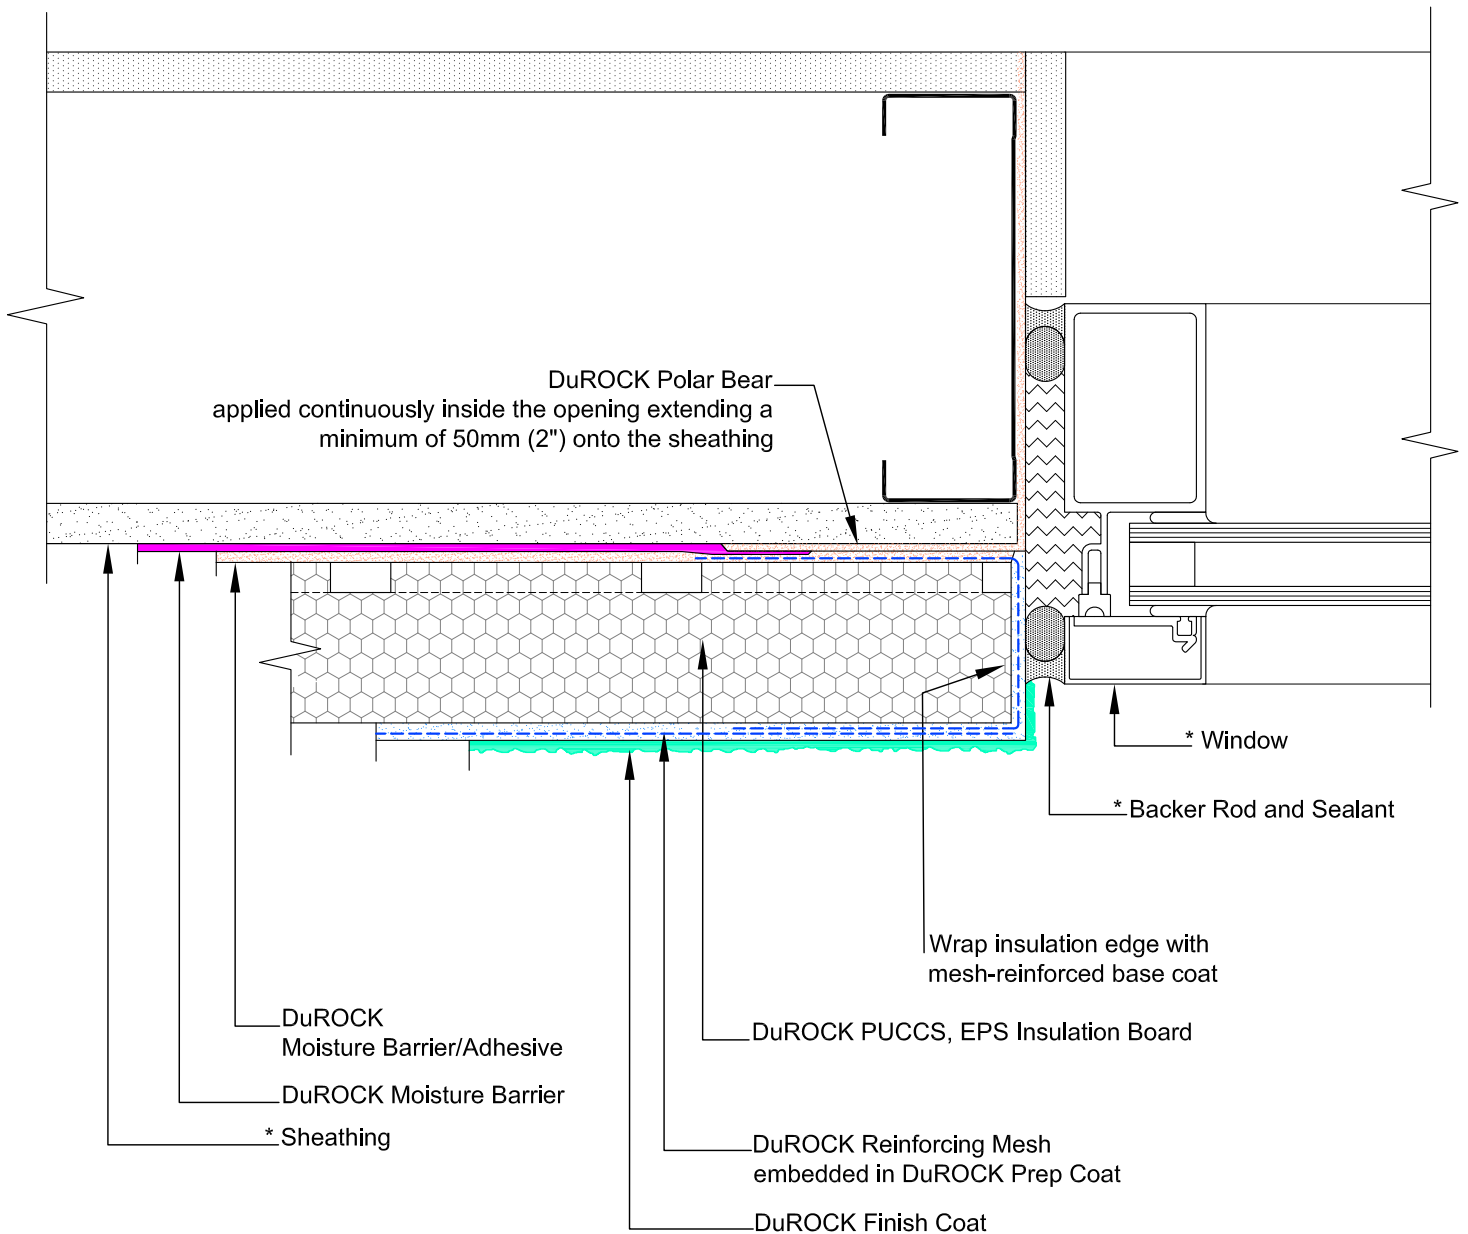 DuROCK Polar Bear
applied continuously inside the opening extending a
minimum of 50mm (2") onto the sheathing
* Window
* Backer Rod and Sealant
Wrap insulation edge with
mesh-reinforced base coat
DuROCK
Moisture Barrier/Adhesive
DuROCK PUCCS, EPS Insulation Board
DuROCK Moisture Barrier
* Sheathing
DuROCK Reinforcing Mesh
embedded in DuROCK Prep Coat
DuROCK Finish Coat